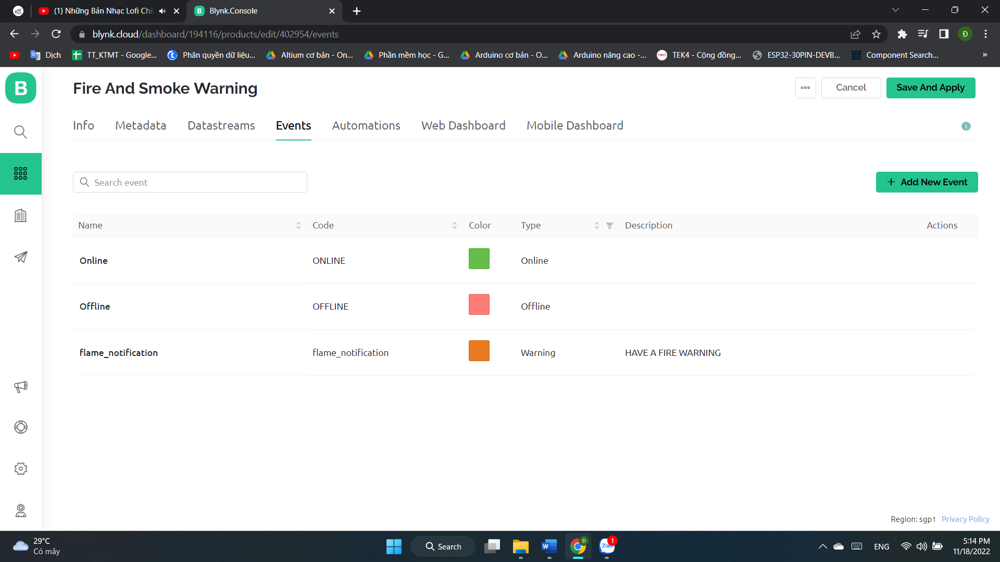 (1) Những Bản Nhạc Lofi Chi
Blynk.Console
blynk.cloud/dashboard/194116/products/edit/402954/events
Đ
Dịch
TT_KTMT - Google...
Phân quyền dữ liệu...
Altium cơ bản - On...
Phần mềm học - G...
Arduino cơ bản - O...
Arduino nâng cao -...
TEK4 - Cộng đồng...
ESP32-30PIN-DEVB...
Component Search...
»
B
Fire And Smoke Warning
Cancel
Save And Apply
Info
Metadata
Datastreams
Events
Automations
Web Dashboard
Mobile Dashboard
Search event
+ Add New Event
Name Code Color Type Description Actions
Online ONLINE Online
Offline OFFLINE Offline
flame_notification flame_notification Warning HAVE A FIRE WARNING
Region: sgp1 Privacy Policy
29°C
Có mây
Search
Zalo
1
ENG
5:14 PM
11/18/2022